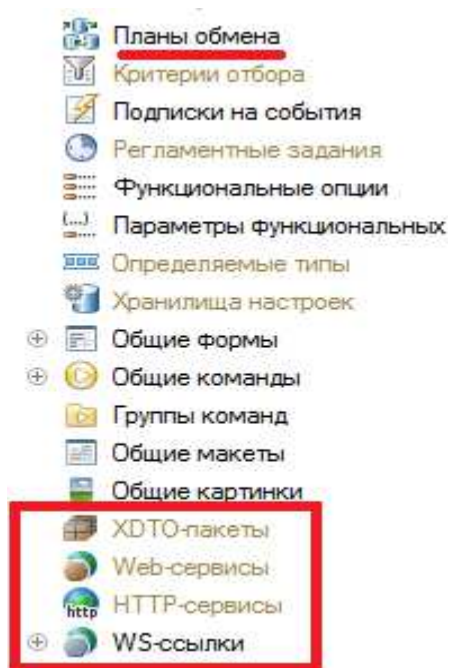 Планы обмена
Критерии отбора
Подписки на события
Регламентные задания
Функциональные опции
Параметры функциональных
Определяемые типы
Хранилища настроек
Общие формы
Общие команды
Группы команд
Общие макеты
Общие картинки
XDTO-пакеты
Web-сервисы
http HTTP-сервисы
WS-ссылки